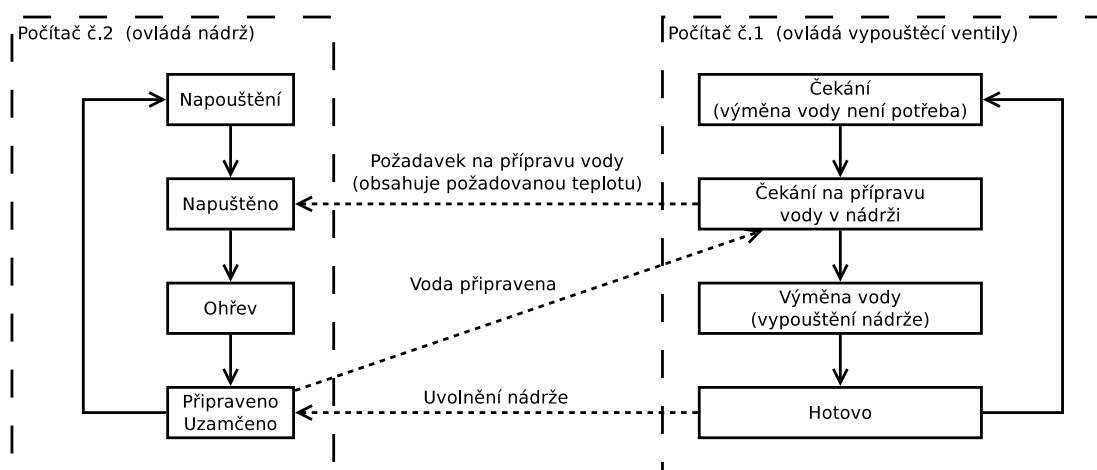 Počítač č.2 (ovládá nádrž)
Počítač č.1 (ovládá vypouštěcí ventily)
Napouštění
Čekání
(výměna vody není potřeba)
Požadavek na přípravu vody
(obsahuje požadovanou teplotu)
Napuštěno
Čekání na přípravu
vody v nádrži
Voda připravena
Ohřev
Výměna vody
(vypouštění nádrže)
Připraveno
Uzamčeno
Uvolnění nádrže
Hotovo